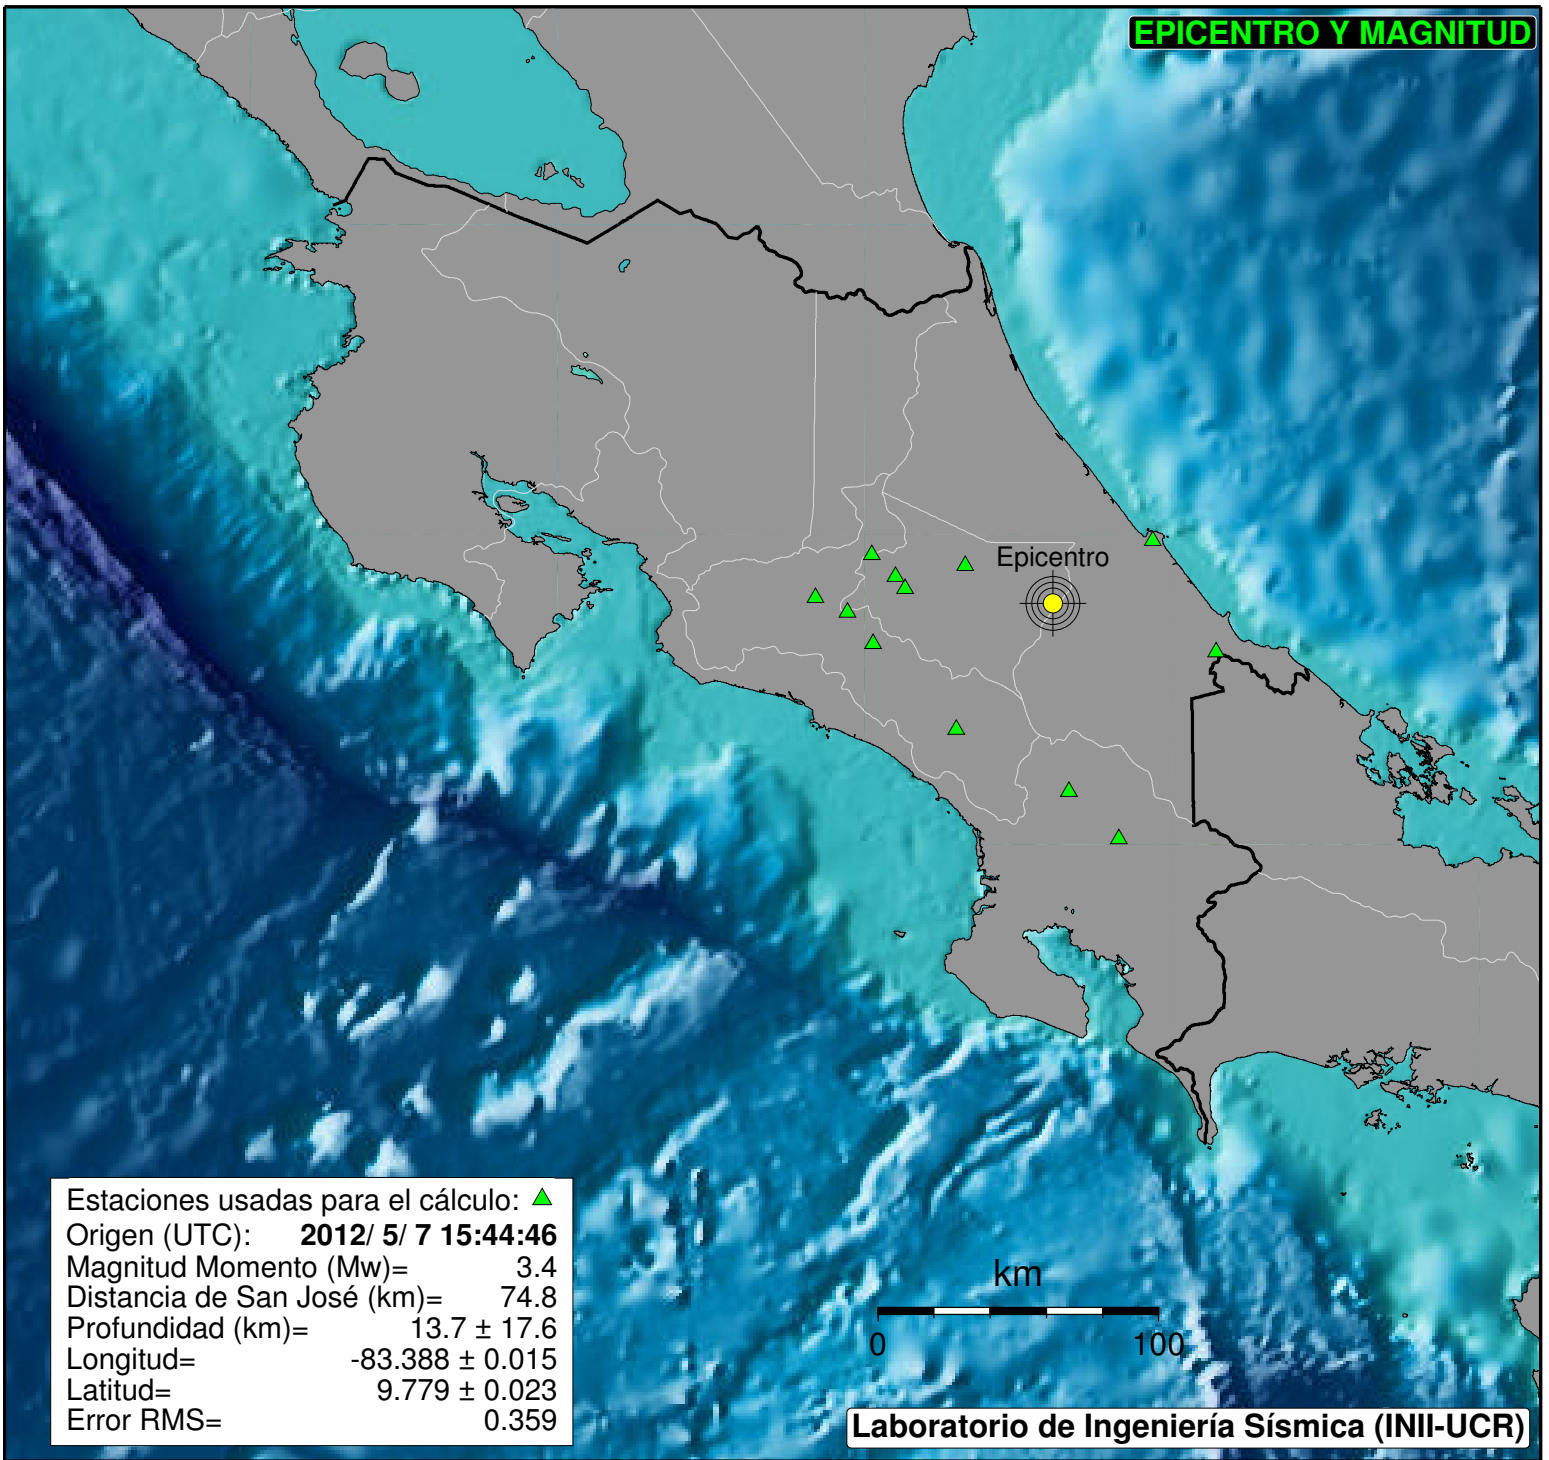 EPICENTRO Y MAGNITUD
Epicentro
Estaciones usadas para el cálculo:
Origen (UTC): 2012/ 5/ 7 15:44:46
Magnitud Momento (Mw)= 3.4
Distancia de San José (km)= 74.8
Profundidad (km)= 13.7 ± 17.6
Longitud= -83.388 ± 0.015
Latitud= 9.779 ± 0.023
Error RMS= 0.359
km
0 100
Laboratorio de Ingeniería Sísmica (INII-UCR)